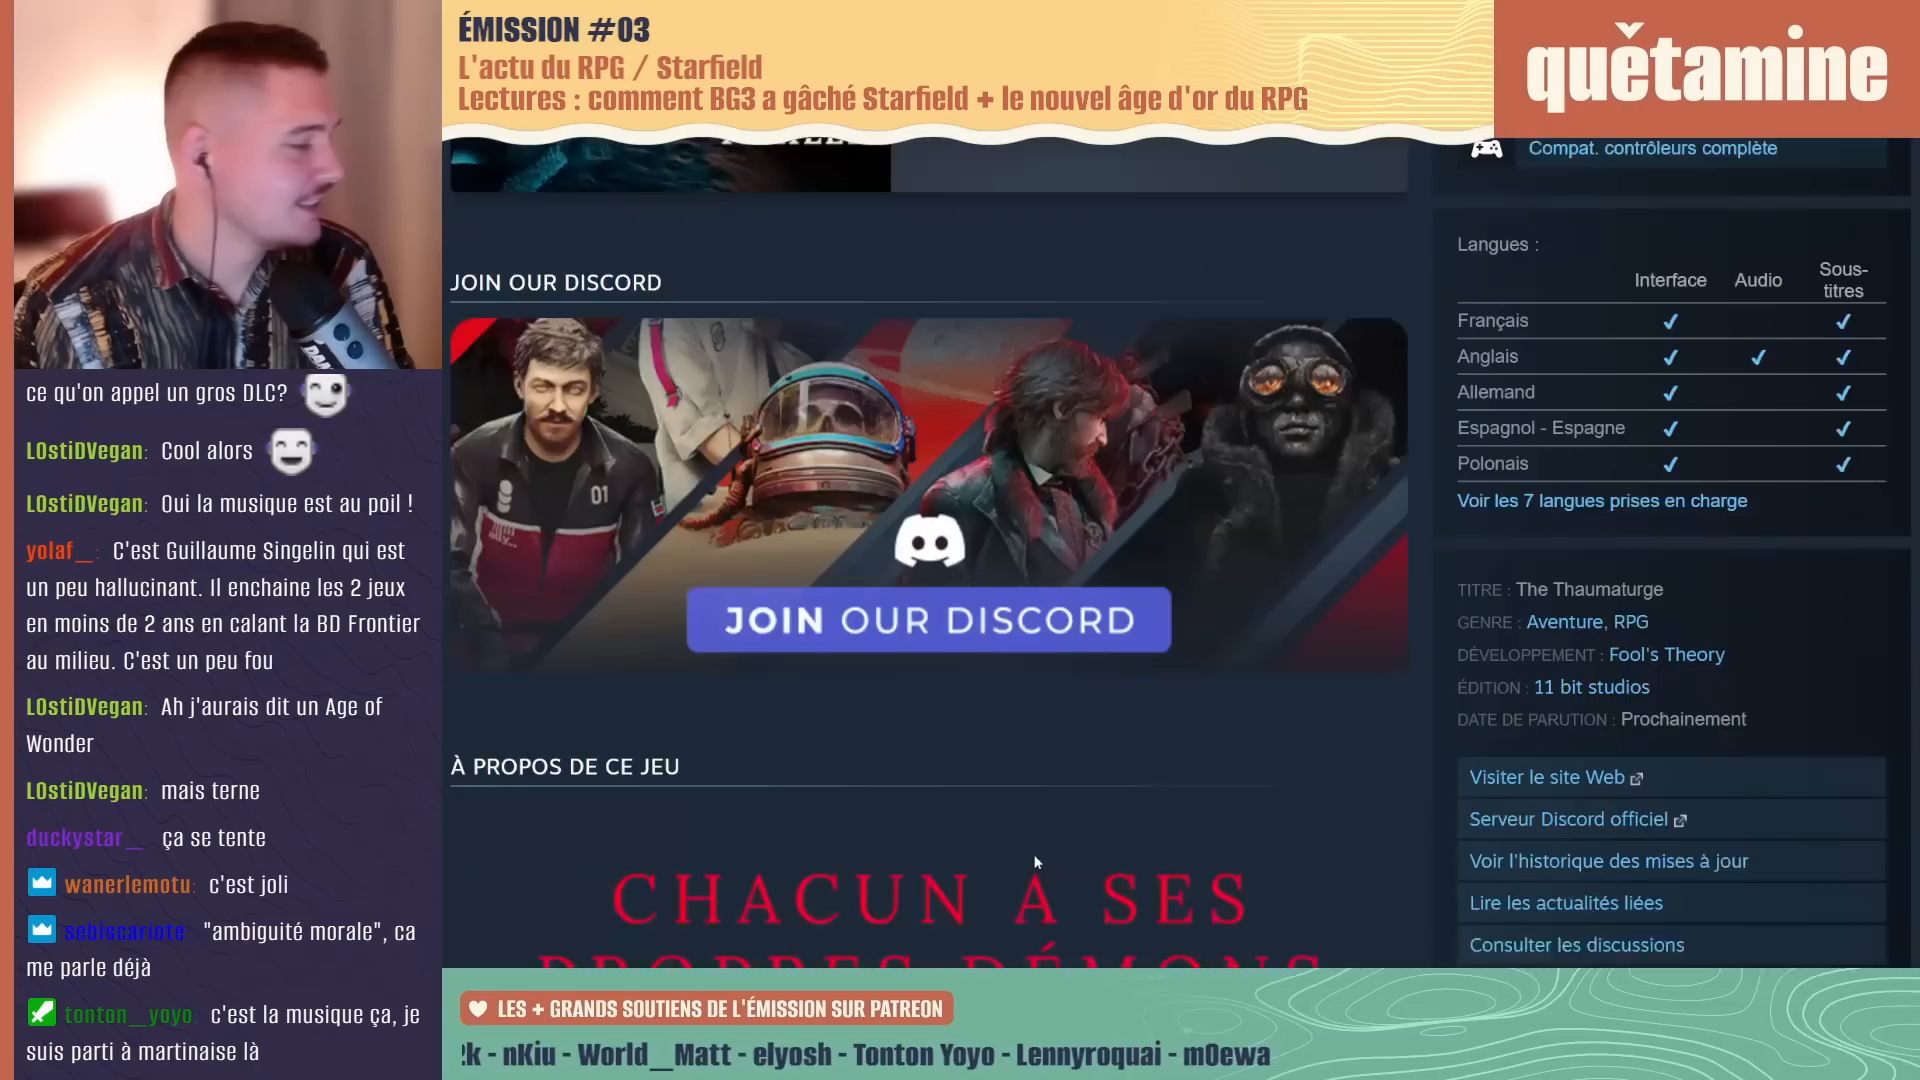 ÉMISSION #03
L'actu du RPG / Starfield
Lectures : comment BG3 a gâché Starfield + le nouvel âge d'or du RPG
quětamine
ce qu'on appel un gros DLC?
L0stiDVegan: Cool alors
L0stiDVegan: Oui la musique est au poil !
yolaf__: C'est Guillaume Singelin qui est
un peu hallucinant. Il enchaine les 2 jeux
en moins de 2 ans en calant la BD Frontier
au milieu. C'est un peu fou
L0stiDVegan: Ah j'aurais dit un Age of
Wonder
L0stiDVegan: mais terne
duckystar__ ça se tente
wanerlemotu: c'est joli
sebiscariote: "ambiguité morale", ca
me parle déjà
tonton_yoyo: c'est la musique ça, je
suis parti à martinaise là
JOIN OUR DISCORD
01
JOIN OUR DISCORD
À PROPOS DE CE JEU
CHACUN A SES
PROPRES DÉMONS
Compat. contrôleurs complète
Langues :
Interface Audio Sous-
titres
Français ✔ ✔
Anglais ✔ ✔ ✔
Allemand ✔ ✔
Espagnol - Espagne ✔ ✔
Polonais ✔ ✔
Voir les 7 langues prises en charge
TITRE : The Thaumaturge
GENRE : Aventure, RPG
DÉVELOPPEMENT : Fool's Theory
ÉDITION : 11 bit studios
DATE DE PARUTION : Prochainement
Visiter le site Web
Serveur Discord officiel
Voir l'historique des mises à jour
Lire les actualités liées
Consulter les discussions
LES + GRANDS SOUTIENS DE L'ÉMISSION SUR PATREON
k - nKiu - World__Matt - elyosh - Tonton Yoyo - Lennyroquai - m0ewa